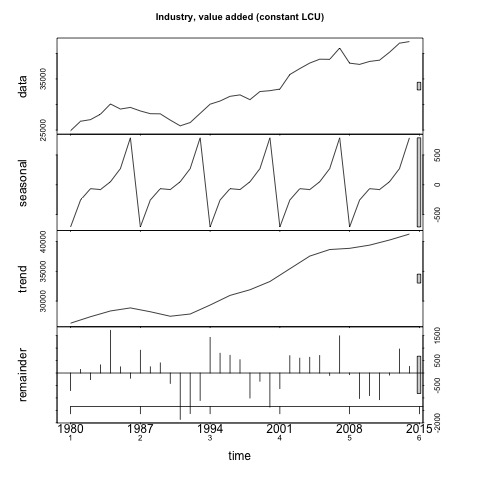 Industry, value added (constant LCU)
data
25000 35000
seasonal
-500 0 500
trend
30000 35000 40000
remainder
-2000 -500 500 1500
1980 1987 1994 2001 2008 2015
1 2 3 4 5 6
time